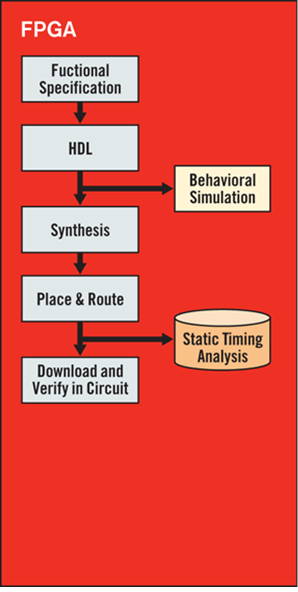 FPGA
Fuctional
Specification
HDL
Behavioral
Simulation
Synthesis
Place & Route
Static Timing
Analysis
Download and
Verify in Circuit